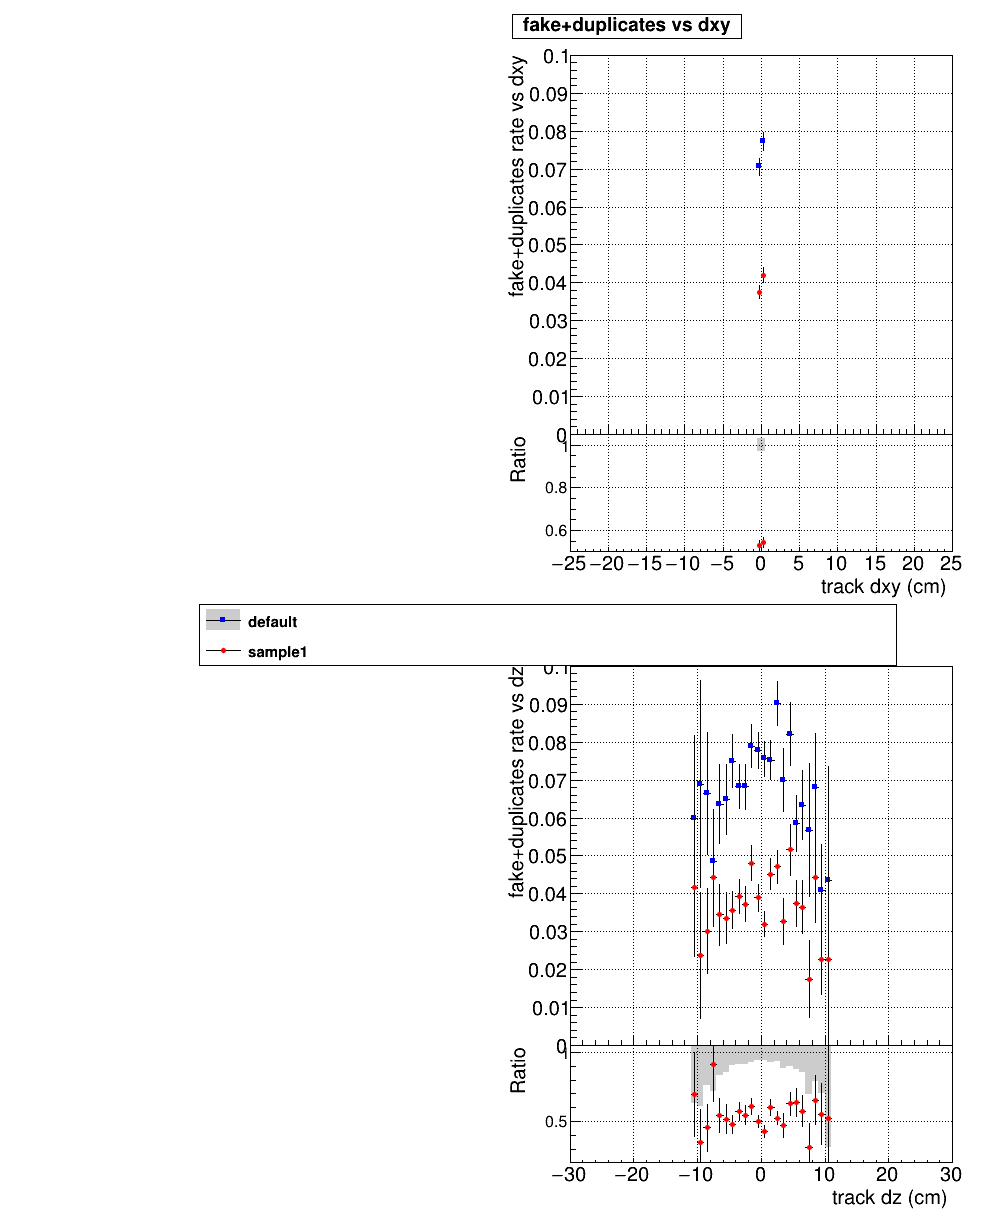 fake+duplicates vs dxy
fake+duplicates rate vs dxy
0.1
0.09
0.08
0.07
0.06
0.05
0.04
0.03
0.02
0.01
0
Ratio
1
0.8
0.6
−25 −20 −15 −10 −5 0 5 10 15 20 25
track dxy (cm)
default
sample1
fake+duplicates rate vs dz
0.1
0.09
0.08
0.07
0.06
0.05
0.04
0.03
0.02
0.01
0
Ratio
1
0.5
−30 −20 −10 0 10 20 30
track dz (cm)